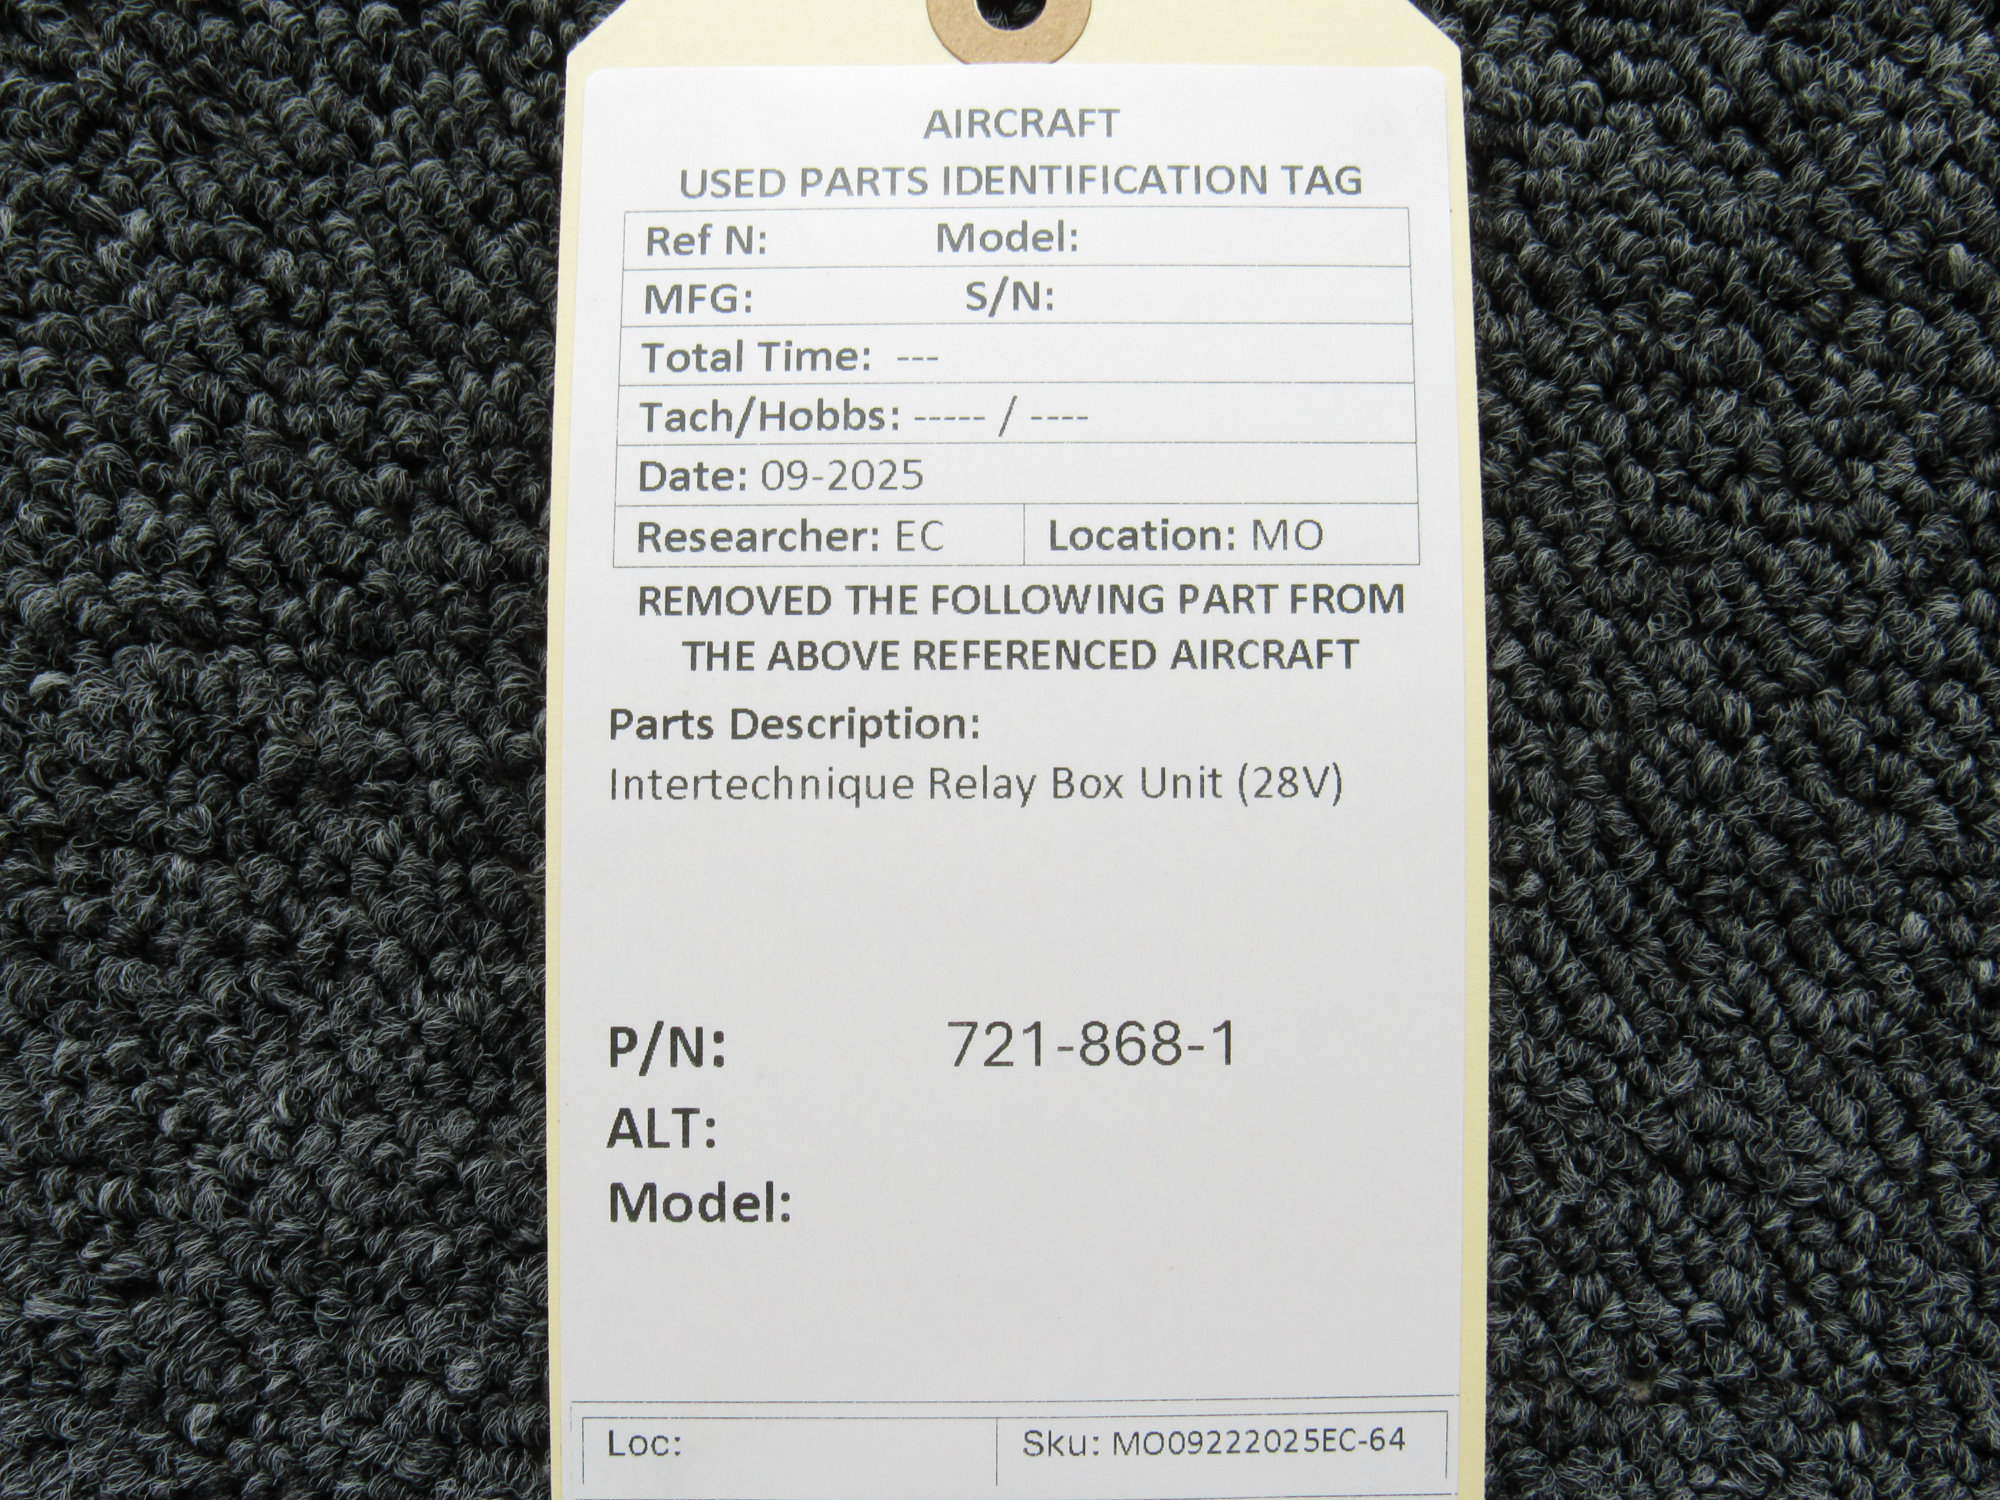 AIRCRAFT
USED PARTS IDENTIFICATION TAG
Ref N: Model:
MFG: S/N:
Total Time: ---
Tach/Hobbs: ----- / ----
Date: 09-2025
Researcher: EC Location: MO
REMOVED THE FOLLOWING PART FROM
THE ABOVE REFERENCED AIRCRAFT
Parts Description:
Intertechnique Relay Box Unit (28V)
P/N: 721-868-1
ALT:
Model:
Loc: Sku: MO09222025EC-64